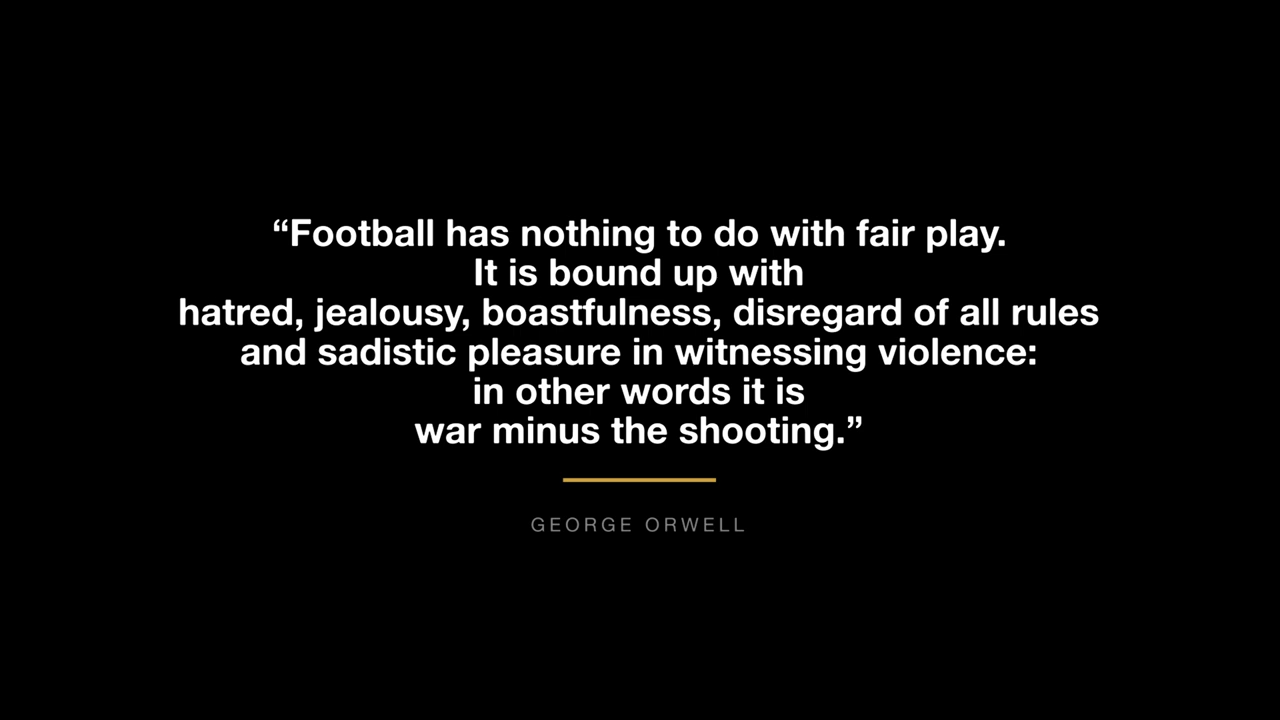 “Football has nothing to do with fair play.
It is bound up with
hatred, jealousy, boastfulness, disregard of all rules
and sadistic pleasure in witnessing violence:
in other words it is
war minus the shooting.”
GEORGE ORWELL